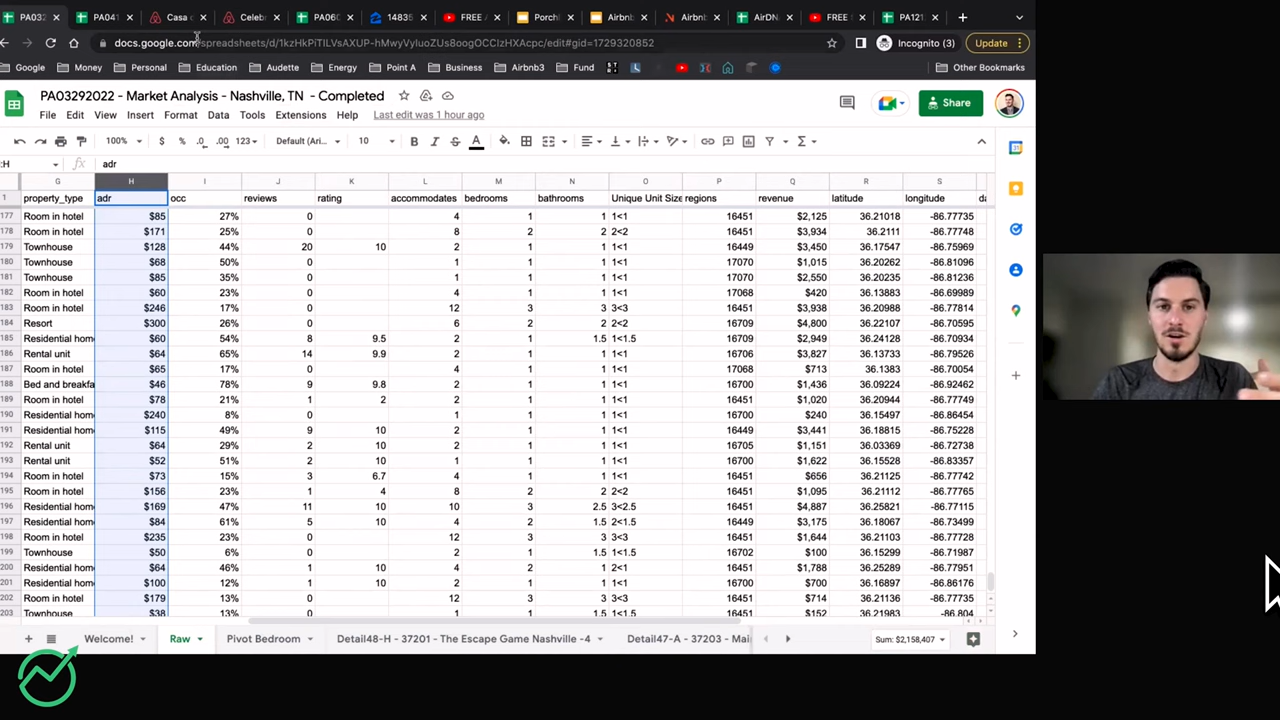 PA032 PA041 Casa Celebr PA060 14835 FREE Porch Airbnb Airbnb AirDN FREE PA121
docs.google.com/spreadsheets/d/1kzHkPiTILVsAXUP-hMwyVyIuoZUs8oogOCCIzHXAcpc/edit#gid=1729320852 Incognito (3) Update
Google Money Personal Education Audette Energy Point A Business Airbnb3 Fund Other Bookmarks
PA03292022 - Market Analysis - Nashville, TN - Completed
Share
File Edit View Insert Format Data Tools Extensions Help Last edit was 1 hour ago
100% $ % .0 .00 123 Default (Ari... 10 B I S A
:H fx adr
G H I J K L M N O P Q R S
1 property_type adr occ reviews rating accommodates bedrooms bathrooms Unique Unit Size regions revenue latitude longitude da
177 Room in hotel $85 27% 0 4 1 1 1<1 16451 $2,125 36.21018 -86.77735
178 Room in hotel $171 25% 0 8 2 2 2<2 16451 $3,934 36.2111 -86.77748
179 Townhouse $128 44% 20 10 2 1 1 1<1 16449 $3,450 36.17547 -86.75969
180 Townhouse $68 50% 0 1 1 1 1<1 17070 $1,015 36.20262 -86.81096
181 Townhouse $85 35% 0 1 1 1 1<1 17070 $2,550 36.20235 -86.81236
182 Room in hotel $60 23% 0 4 1 1 1<1 17068 $420 36.13883 -86.69989
183 Room in hotel $246 17% 0 12 3 3 3<3 16451 $3,938 36.20988 -86.77814
184 Resort $300 26% 0 6 2 2 2<2 16709 $4,800 36.22107 -86.70595
185 Residential hom $60 54% 8 9.5 2 1 1.5 1<1.5 16709 $2,949 36.24128 -86.70934
186 Rental unit $64 65% 14 9.9 2 1 1 1<1 16706 $3,827 36.13733 -86.79526
187 Room in hotel $65 17% 0 4 1 1 1<1 17068 $713 36.1383 -86.70054
188 Bed and breakfa $46 78% 9 9.8 2 1 1 1<1 16700 $1,436 36.09224 -86.92462
189 Room in hotel $78 21% 1 2 2 1 1 1<1 16451 $1,120 36.20944 -86.77749
190 Residential hom $240 8% 0 1 1 1 1<1 16700 $240 36.15497 -86.86454
191 Residential hom $115 49% 9 10 2 1 1 1<1 16449 $3,441 36.18815 -86.75228
192 Rental unit $64 29% 2 10 2 1 1 1<1 16705 $1,151 36.03369 -86.72738
193 Rental unit $52 51% 2 10 1 1 1 1<1 16700 $1,622 36.15528 -86.83357
194 Room in hotel $73 15% 3 6.7 4 1 1 1<1 16451 $656 36.21125 -86.77742
195 Room in hotel $156 23% 1 4 8 2 2 2<2 16451 $1,095 36.21112 -86.77765
196 Residential hom $169 47% 11 10 10 3 2.5 3<2.5 16451 $4,887 36.25821 -86.77115
197 Residential hom $84 61% 5 10 4 2 1.5 2<1.5 16449 $3,175 36.18067 -86.73499
198 Room in hotel $235 23% 0 12 3 3 3<3 16451 $1,644 36.21103 -86.77728
199 Townhouse $50 6% 0 2 1 1.5 1<1.5 16702 $100 36.15299 -86.71987
200 Residential hom $64 46% 1 10 4 2 1 2<1 16451 $1,788 36.25289 -86.77951
201 Residential hom $100 12% 1 10 2 1 1 1<1 16700 $700 36.16897 -86.86176
202 Room in hotel $179 13% 0 12 3 3 3<3 16451 $714 36.21136 -86.77735
203 Townhouse $38 13% 0 1 1 1.5 1<1.5 16451 $152 36.21983 -86.804
Welcome! Raw Pivot Bedroom Detail48-H - 37201 - The Escape Game Nashville -4 Detail47-A - 37203 - Mai Sum: $2,158,407